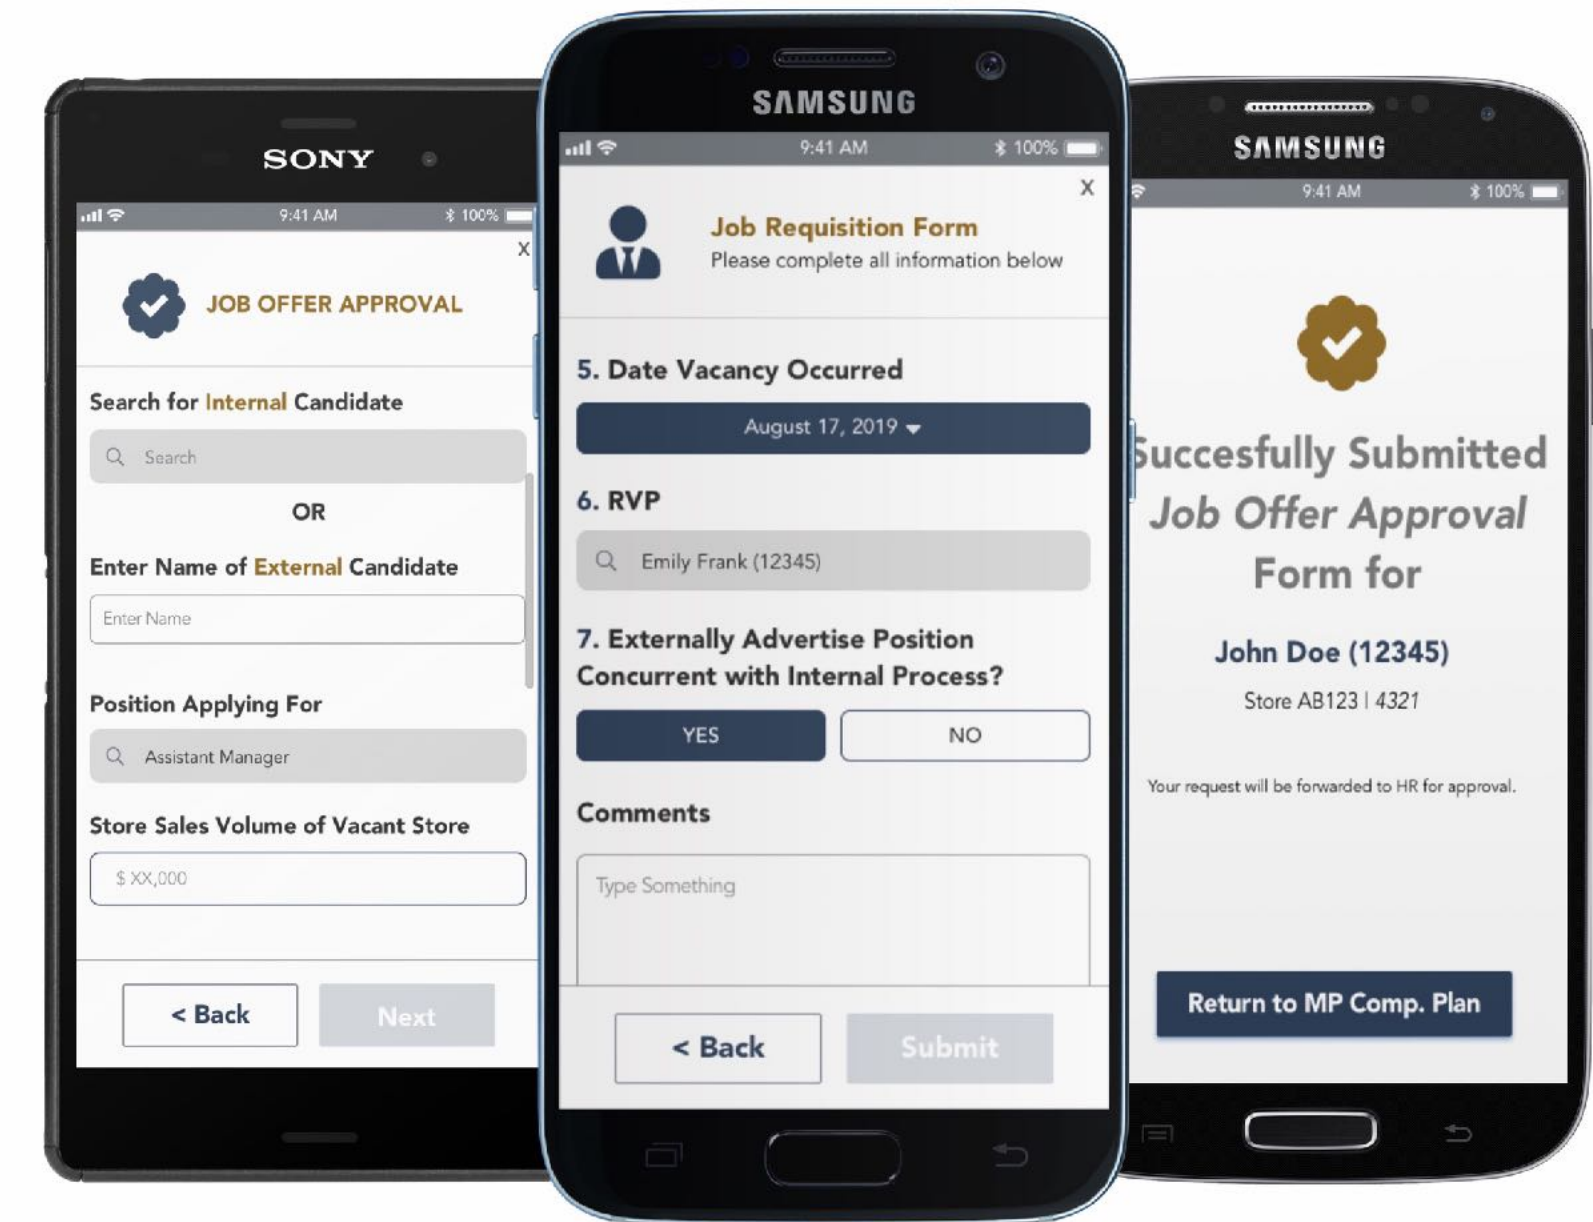 SONY
9:41 AM
100%
X
JOB OFFER APPROVAL
Search for Internal Candidate
Search
OR
Enter Name of External Candidate
Enter Name
Position Applying For
Assistant Manager
Store Sales Volume of Vacant Store
$ XX,000
< Back
Next
SAMSUNG
9:41 AM
100%
X
Job Requisition Form
Please complete all information below
5. Date Vacancy Occurred
August 17, 2019
6. RVP
Emily Frank (12345)
7. Externally Advertise Position
Concurrent with Internal Process?
YES
NO
Comments
Type Something
< Back
Submit
SAMSUNG
9:41 AM
100%
Succesfully Submitted
Job Offer Approval
Form for
John Doe (12345)
Store AB123 | 4321
Your request will be forwarded to HR for approval.
Return to MP Comp. Plan